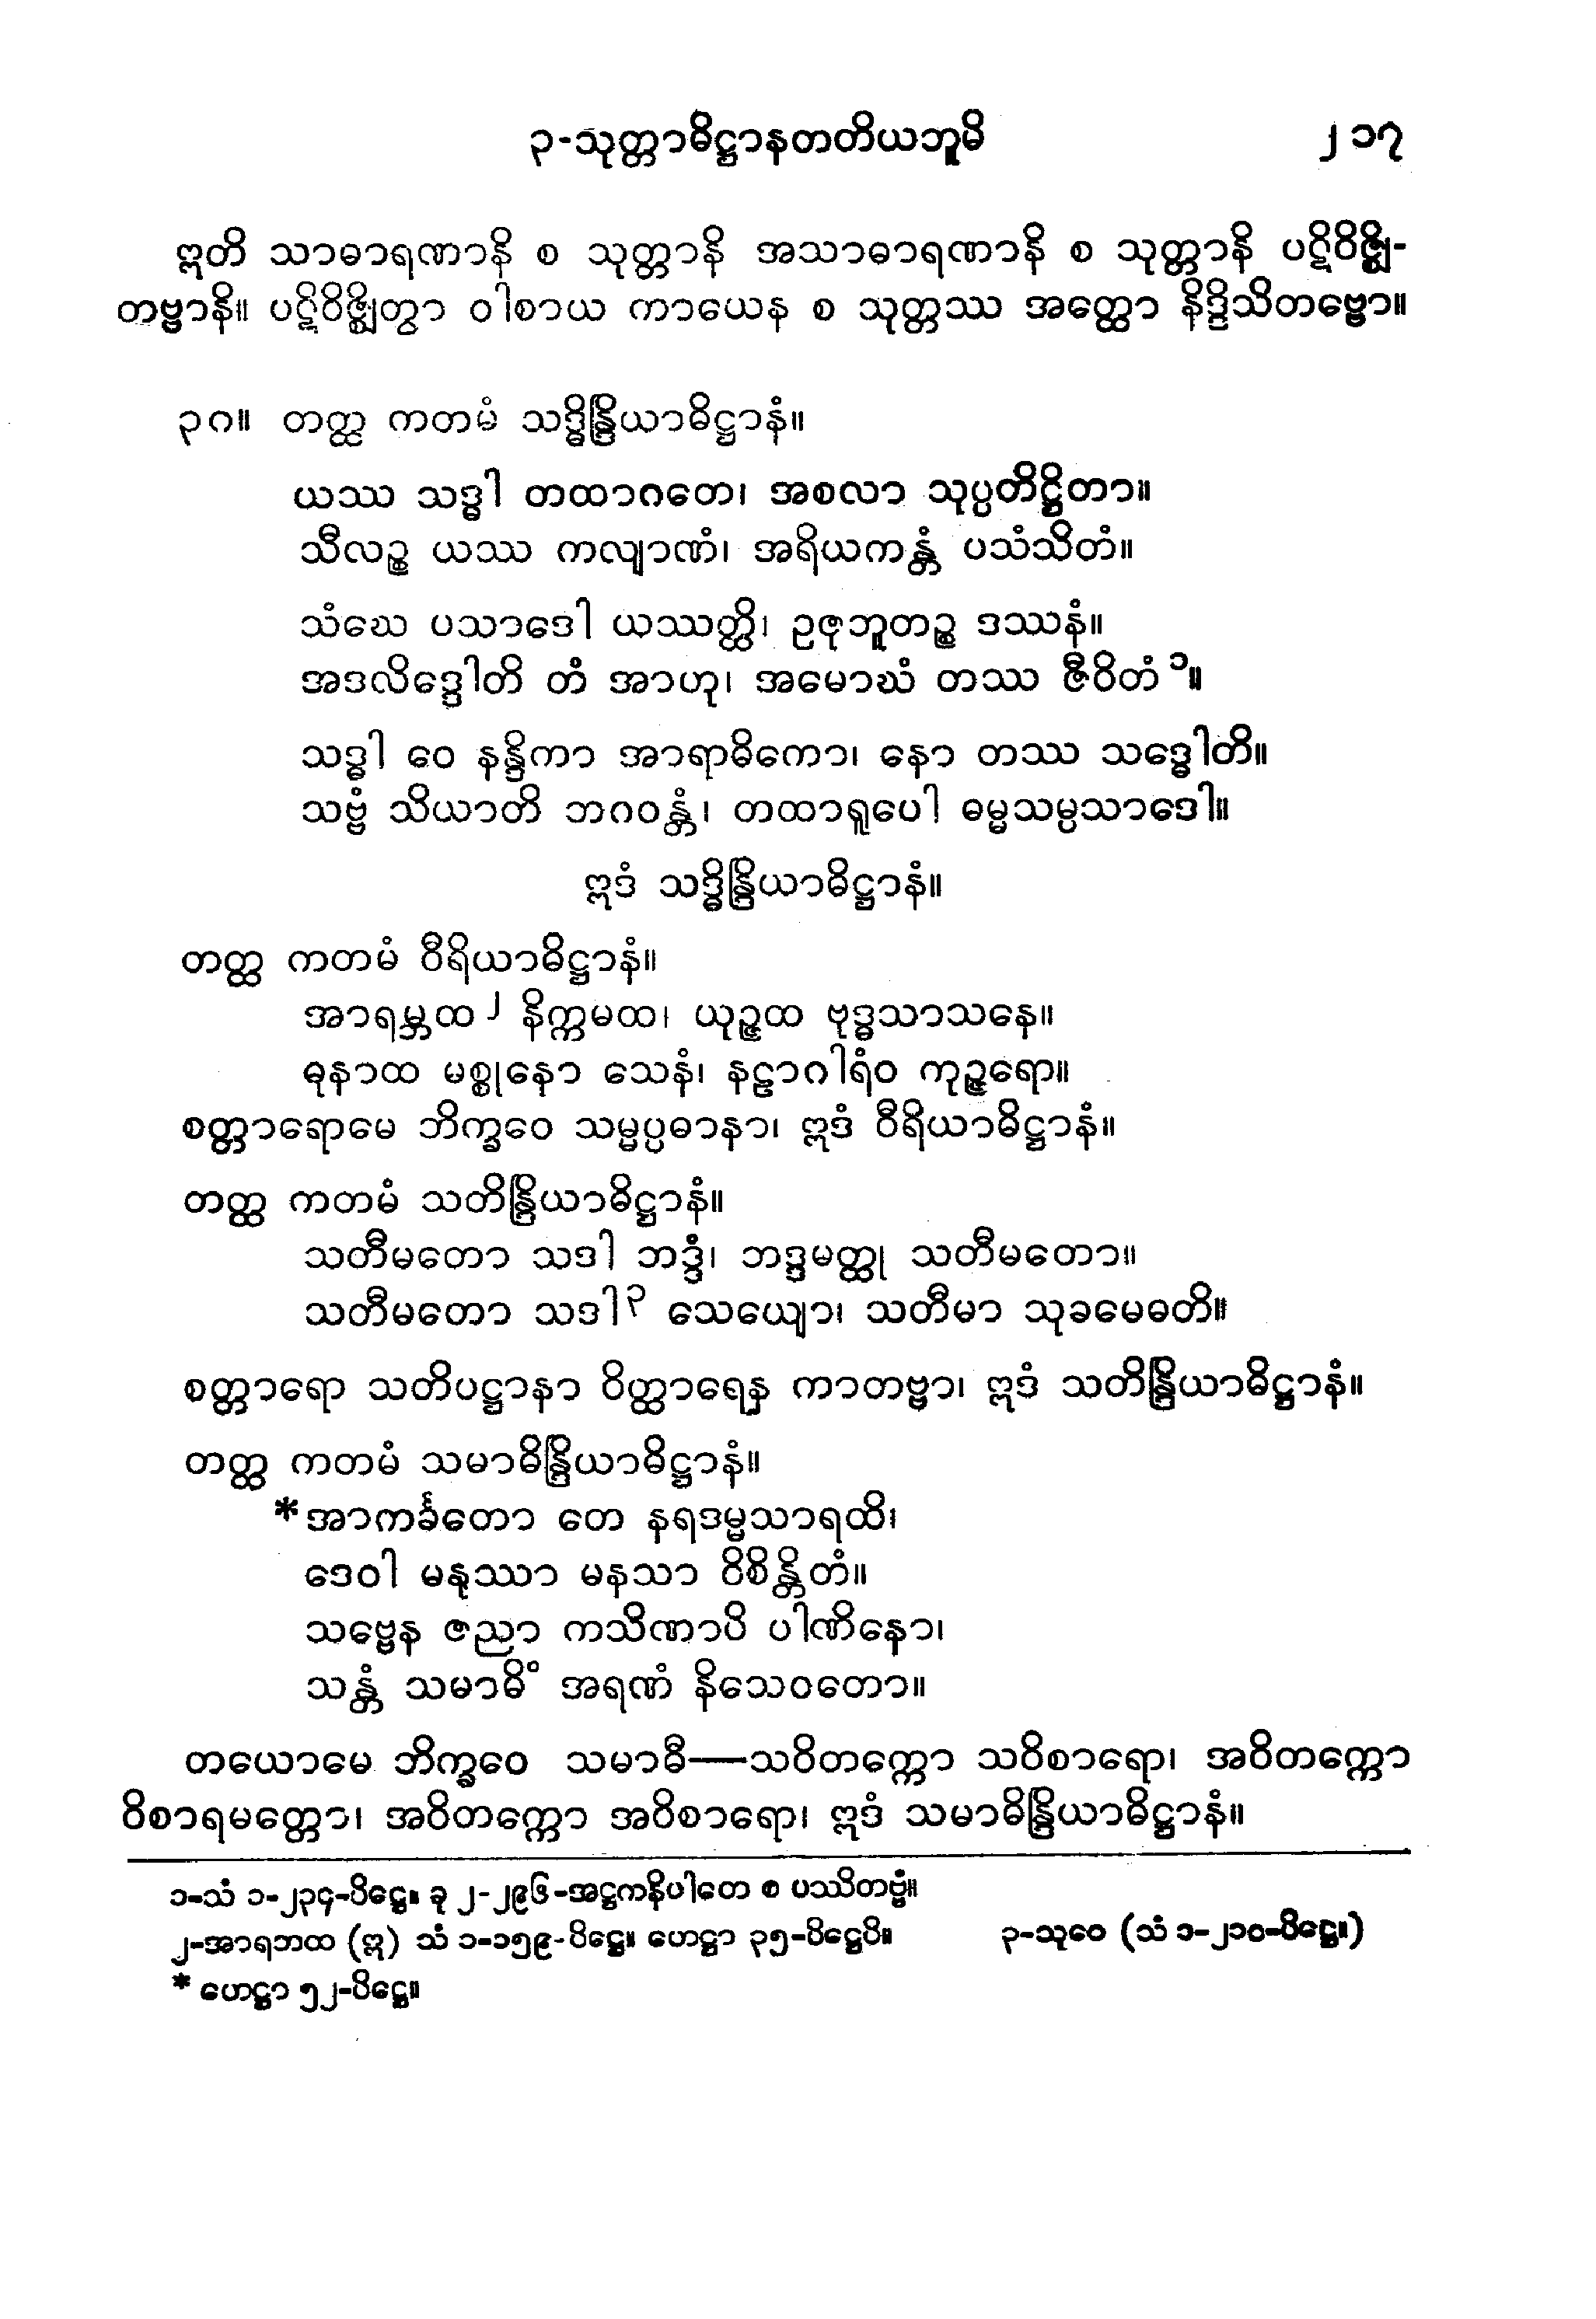 ၃-သုတ္တာဓိဋ္ဌာနတတိယဘူမိ ၂၁၇
ဣတိ သာဓာရဏာနိ စ သုတ္တာနိ အသာဓာရဏာနိ စ သုတ္တာနိ ပဋိဝိဇ္ဈိ-
တဗ္ဗာနိ။ ပဋိဝိဇ္ဈိတွာ ဝါစာယ ကာယေန စ သုတ္တဿ အတ္ထော နိဒ္ဒိသိတဗ္ဗော။
၃၈။ တတ္ထ ကတမံ သဒ္ဓိန္ဒြိယာဓိဋ္ဌာနံ။
ယဿ သဒ္ဓါ တထာဂတေ၊ အစလာ သုပ္ပတိဋ္ဌိတာ။
သီလဉ္စ ယဿ ကလျာဏံ၊ အရိယကန္တံ ပသံသိတံ။
သံဃေ ပသာဒေါ ယဿတ္ထိ၊ ဥဇုဘူတဉ္စ ဒဿနံ။
အဒလိဒ္ဒေါတိ တံ အာဟု၊ အမောဃံ တဿ ဇီဝိတံ ၁။
သဒ္ဓါ ဝေ နန္ဒိကာ အာရာဓိကော၊ နော တဿ သဒ္ဓေါတိ။
သဗ္ဗံ သိယာတိ ဘဂဝန္တံ၊ တထာရူပေါ ဓမ္မသမ္ပသာဒေါ။
ဣဒံ သဒ္ဓိန္ဒြိယာဓိဋ္ဌာနံ။
တတ္ထ ကတမံ ဝီရိယာဓိဋ္ဌာနံ။
အာရမ္ဘထ ၂ နိက္ကမထ၊ ယုဉ္ဇထ ဗုဒ္ဓသာသနေ။
ဓုနာထ မစ္စုနော သေနံ၊ နဠာဂါရံဝ ကုဉ္ဇရော။
စတ္တာရောမေ ဘိက္ခဝေ သမ္မပ္ပဓာနာ၊ ဣဒံ ဝီရိယာဓိဋ္ဌာနံ။
တတ္ထ ကတမံ သတိန္ဒြိယာဓိဋ္ဌာနံ။
သတီမတော သဒါ ဘဒ္ဒံ၊ ဘဒ္ဒမတ္ထု သတီမတော။
သတီမတော သဒါ ၃ သေယျော၊ သတီမာ သုခမေဓတိ။
စတ္တာရော သတိပဋ္ဌာနာ ဝိတ္ထာရေန ကာတဗ္ဗာ၊ ဣဒံ သတိန္ဒြိယာဓိဋ္ဌာနံ။
တတ္ထ ကတမံ သမာဓိန္ဒြိယာဓိဋ္ဌာနံ။
*အာကင်္ခတော တေ နရဒမ္မသာရထိ၊
ဒေဝါ မနုဿာ မနသာ ဝိစိန္တိတံ။
သဗ္ဗေန ဇညာ ကသိဏာပိ ပါဏိနော၊
သန္တံ သမာဓိံ အရဏံ နိသေဝတော။
တယောမေ ဘိက္ခဝေ သမာဓီ—သဝိတက္ကော သဝိစာရော၊ အဝိတက္ကော
ဝိစာရမတ္တော၊ အဝိတက္ကော အဝိစာရော၊ ဣဒံ သမာဓိန္ဒြိယာဓိဋ္ဌာနံ။
၁-သံ ၁-၂၃၄-ပိဋ္ဌေ။ ခု ၂-၂၉၆-အဋ္ဌကနိပါတေ စ ပဿိတဗ္ဗံ။
၂-အာရဘထ (ဣ) သံ ၁-၁၅၉-ပိဋ္ဌေ။ ဟေဋ္ဌာ ၃၅-ပိဋ္ဌေပိ။ ၃-သုဝေ (သံ ၁-၂၁၀-ပိဋ္ဌေ။)
* ဟေဋ္ဌာ ၅၂-ပိဋ္ဌေ။